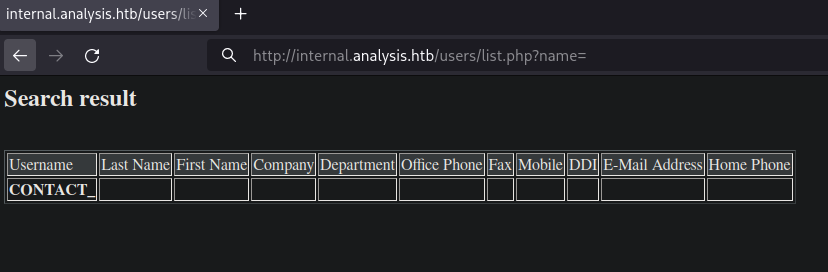 internal.analysis.htb/users/lis
http://internal.analysis.htb/users/list.php?name=
Search result
Username Last Name First Name Company Department Office Phone Fax Mobile DDI E-Mail Address Home Phone
CONTACT_